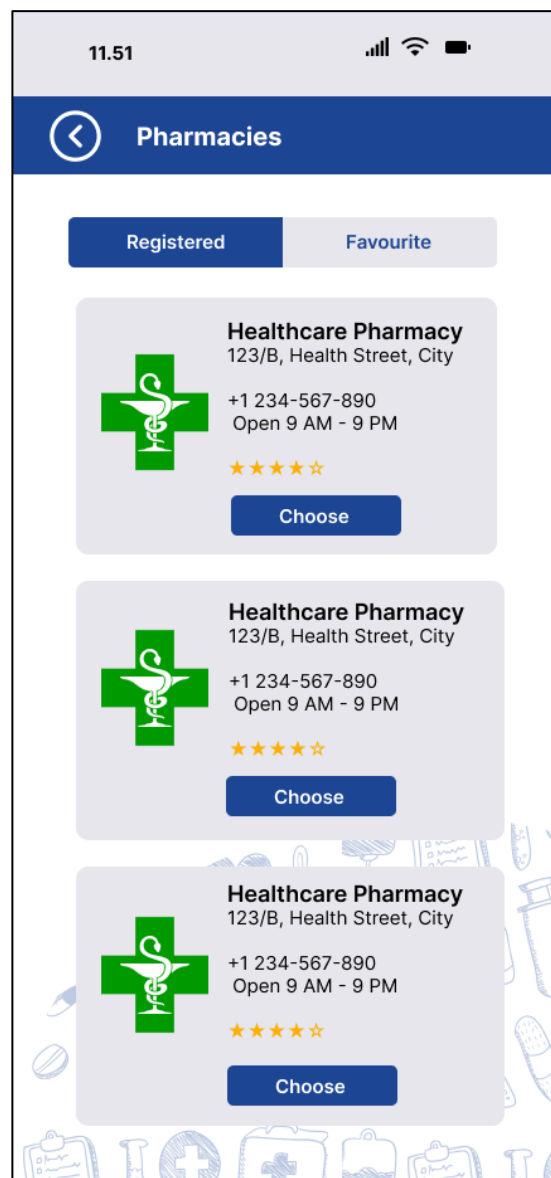 11.51
Pharmacies
Registered
Favourite
Healthcare Pharmacy
123/B, Health Street, City
+1 234-567-890
Open 9 AM - 9 PM
★★★★☆
Choose
Healthcare Pharmacy
123/B, Health Street, City
+1 234-567-890
Open 9 AM - 9 PM
★★★★☆
Choose
Healthcare Pharmacy
123/B, Health Street, City
+1 234-567-890
Open 9 AM - 9 PM
★★★★☆
Choose